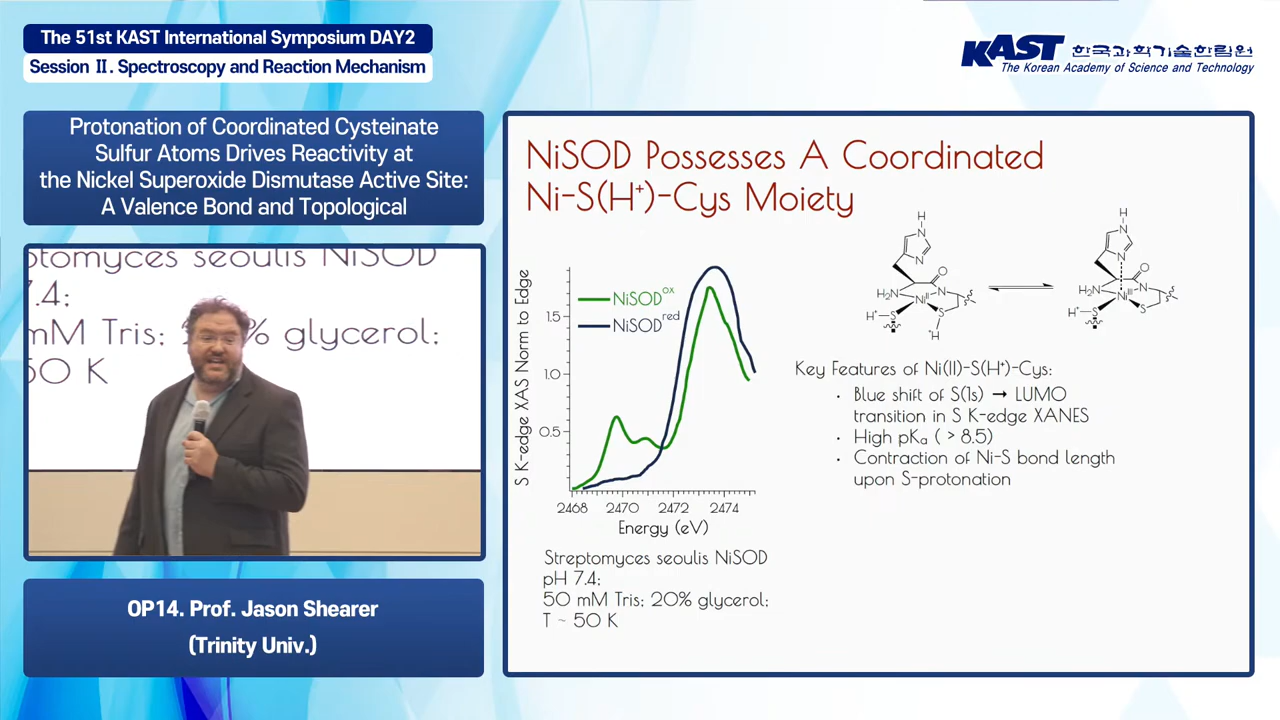 The 51st KAST International Symposium DAY2
Session Ⅱ. Spectroscopy and Reaction Mechanism
KAST 한국과학기술한림원
The Korean Academy of Science and Technology
Protonation of Coordinated Cysteinate
Sulfur Atoms Drives Reactivity at
the Nickel Superoxide Dismutase Active Site:
A Valence Bond and Topological
ptomyces seoulis NiSOD
7.4;
mM Tris; 20% glycerol;
50 K
OP14. Prof. Jason Shearer
(Trinity Univ.)
NiSOD Possesses A Coordinated
Ni-S(H⁺)-Cys Moiety
S K-edge XAS Norm to Edge
NiSODᵒˣ
NiSODʳᵉᵈ
1.5
1.0
0.5
2468 2470 2472 2474
Energy (eV)
Streptomyces seoulis NiSOD
pH 7.4;
50 mM Tris; 20% glycerol;
T ~ 50 K
H
N
N
O
H₂N
N
Niᴵᴵ
H⁺
S
S
H
H
N
N
O
H₂N
N
Niᴵᴵᴵ
H⁺
S
S
Key Features of Ni(II)-S(H⁺)-Cys:
• Blue shift of S(1s) → LUMO
transition in S K-edge XANES
• High pKₐ ( > 8.5)
• Contraction of Ni-S bond length
upon S-protonation